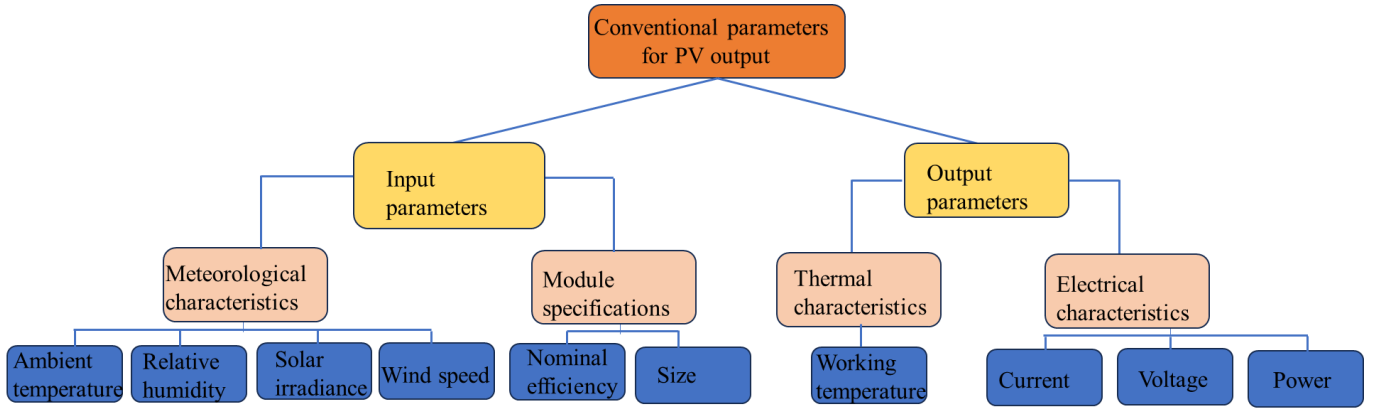 Conventional parameters
for PV output
Input
parameters
Output
parameters
Meteorological
characteristics
Module
specifications
Thermal
characteristics
Electrical
characteristics
Ambient
temperature
Relative
humidity
Solar
irradiance
Wind speed
Nominal
efficiency
Size
Working
temperature
Current
Voltage
Power